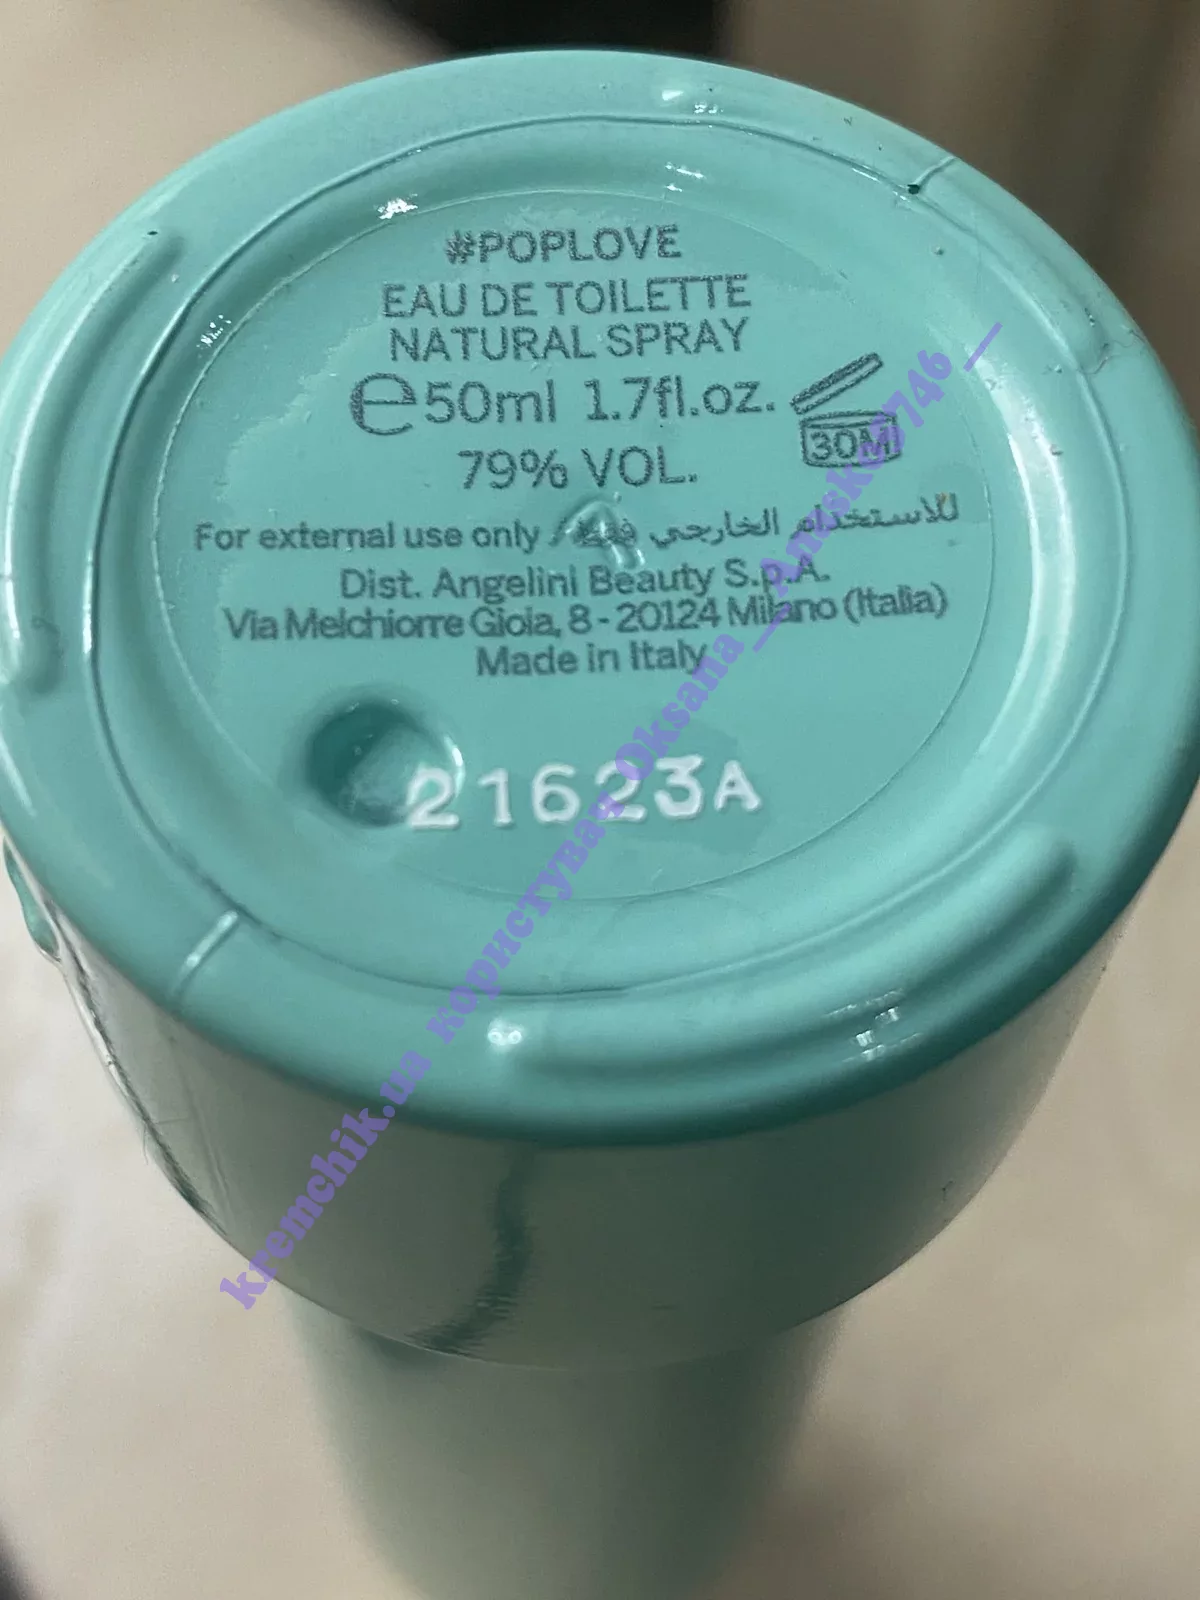 #POPLOVE
EAU DE TOILETTE
NATURAL SPRAY
℮50ml 1.7fl.oz.
30M
79% VOL.
For external use only / للاستخدام الخارجي فقط
Dist. Angelini Beauty S.p.A.
Via Melchiorre Gioia, 8 - 20124 Milano (Italia)
Made in Italy
21623A
kremchik.ua користувач Oksana